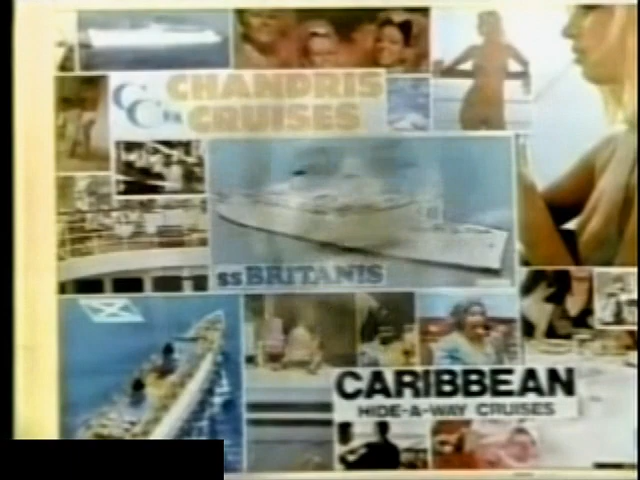 CHANDRIS
CRUISES
SS BRITANIS
CARIBBEAN
HIDE-A-WAY CRUISES